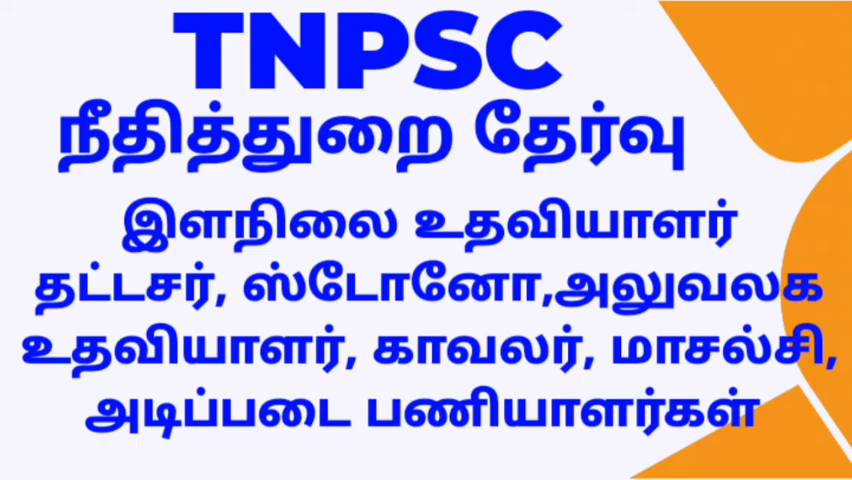 TNPSC
நீதித்துறை தேர்வு
இளநிலை உதவியாளர்
தட்டசர், ஸ்டோனோ,அலுவலக
உதவியாளர், காவலர், மாசல்சி,
அடிப்படை பணியாளர்கள்